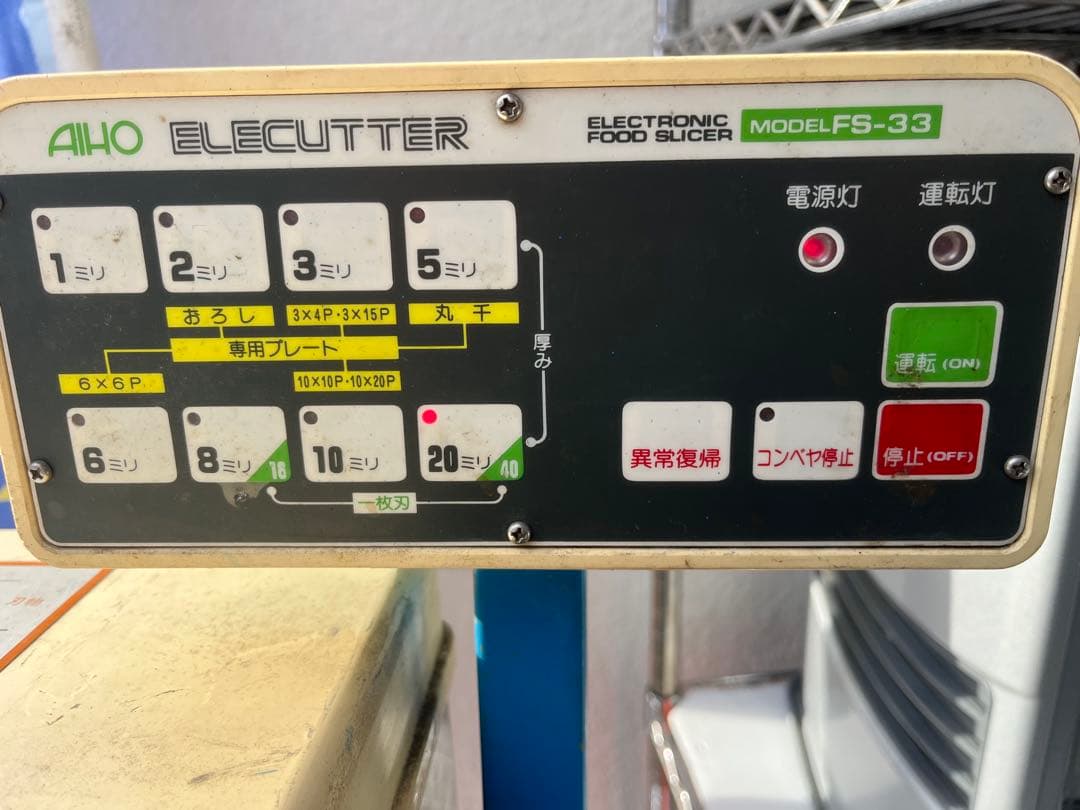 AIHO ELECUTTER
ELECTRONIC
FOOD SLICER
MODEL FS-33
電源灯
運転灯
1ミリ
2ミリ
3ミリ
5ミリ
おろし
3×4P・3×15P
丸千
専用プレート
6×6P
10×10P・10×20P
厚み
6ミリ
8ミリ
16
10ミリ
20ミリ
40
一枚刃
運転(ON)
異常復帰
コンベヤ停止
停止(OFF)